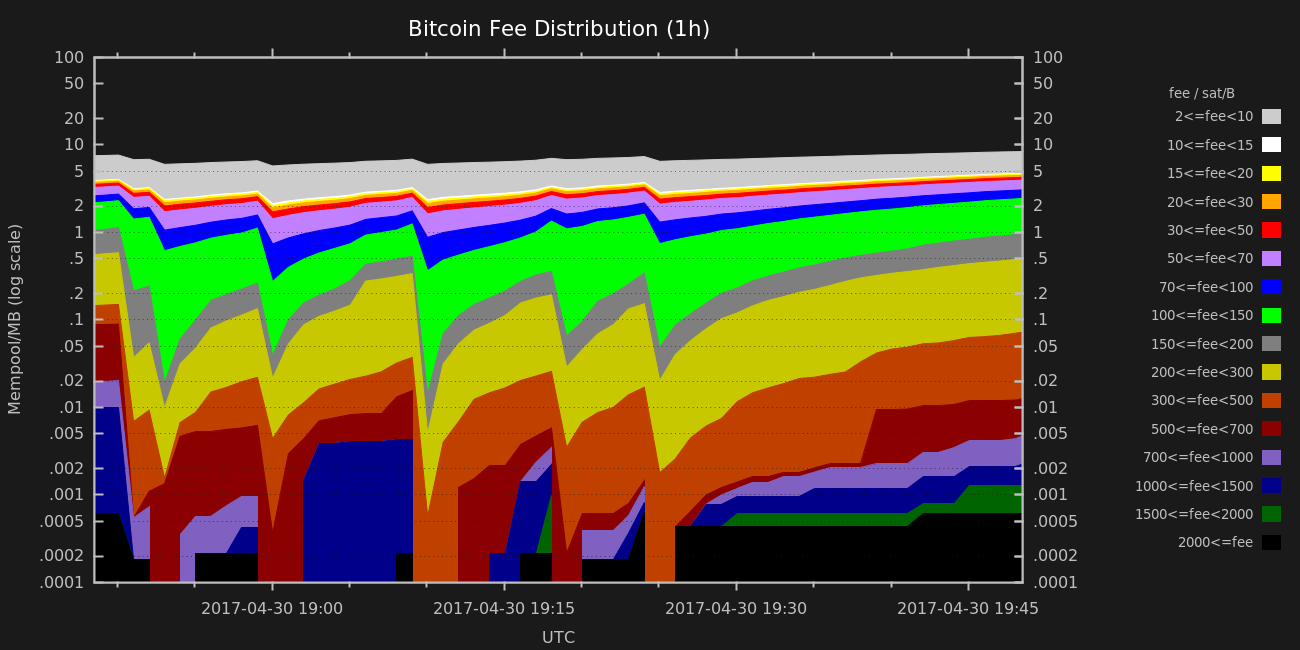 Bitcoin Fee Distribution (1h)
Mempool/MB (log scale)
100
50
20
10
5
2
1
.5
.2
.1
.05
.02
.01
.005
.002
.001
.0005
.0002
.0001
100
50
20
10
5
2
1
.5
.2
.1
.05
.02
.01
.005
.002
.001
.0005
.0002
.0001
2017-04-30 19:00 2017-04-30 19:15 2017-04-30 19:30 2017-04-30 19:45
UTC
fee / sat/B
2<=fee<10
10<=fee<15
15<=fee<20
20<=fee<30
30<=fee<50
50<=fee<70
70<=fee<100
100<=fee<150
150<=fee<200
200<=fee<300
300<=fee<500
500<=fee<700
700<=fee<1000
1000<=fee<1500
1500<=fee<2000
2000<=fee